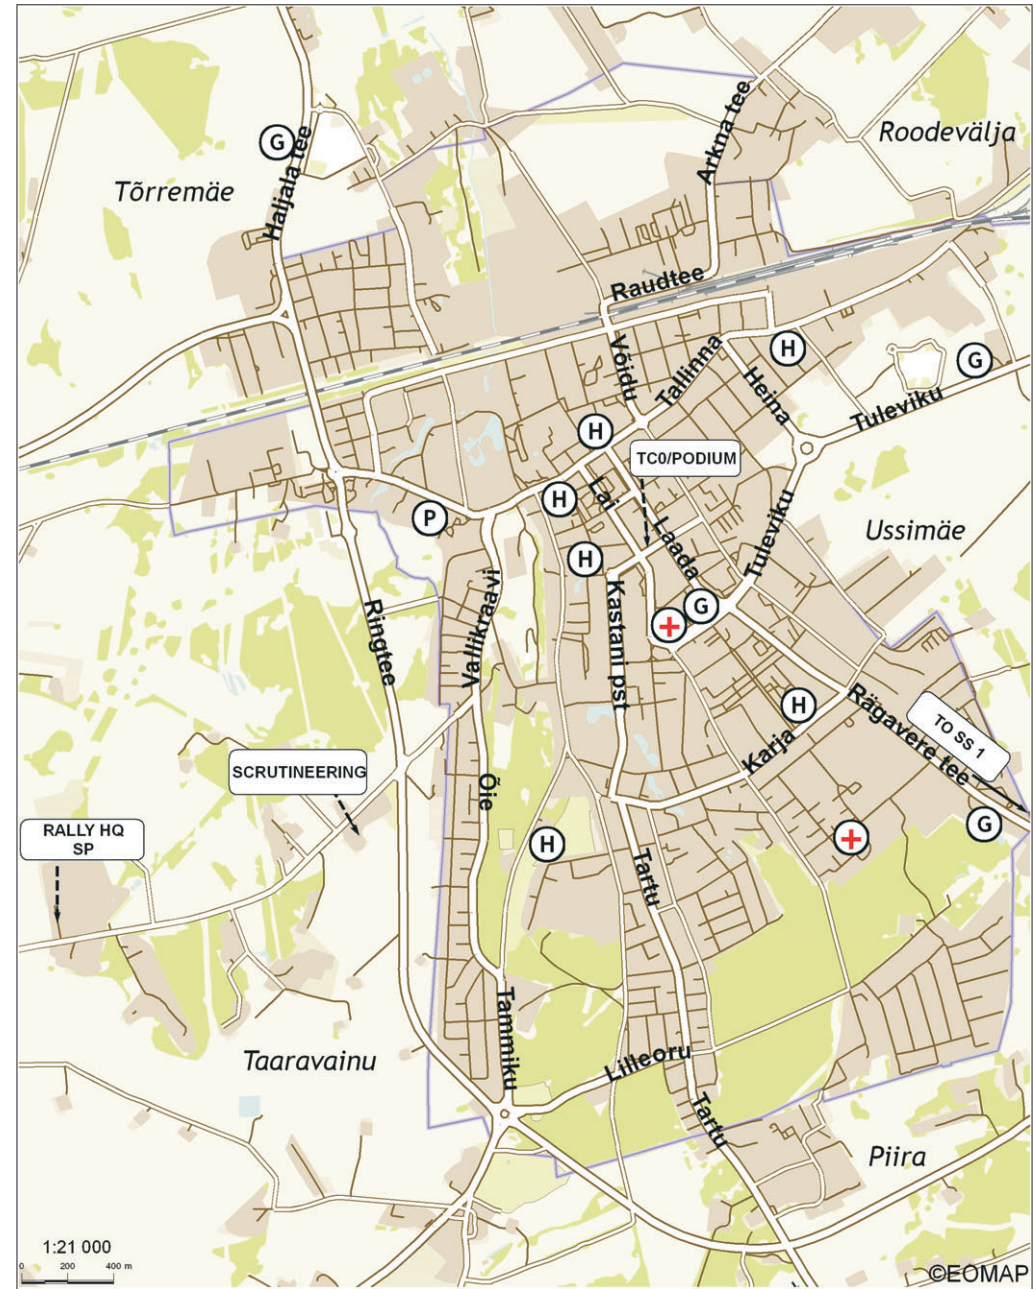 Arkna tee
Roodevälja
G
Haljala tee
Tõrremäe
Raudtee
Võidu
Tallinna
H
Heina
G
Tuleviku
H
TC0/PODIUM
P
H
Lai
Laada
Tuleviku
Ussimäe
H
Vallikraavi
Kastani pst
G
Ringtee
H
Rägavere tee
TO SS 1
Karja
SCRUTINEERING
Õie
RALLY HQ
SP
H
G
Tartu
Tammiku
Lilleoru
Taaravainu
Tartu
Piira
1:21 000
0 200 400 m
©EOMAP